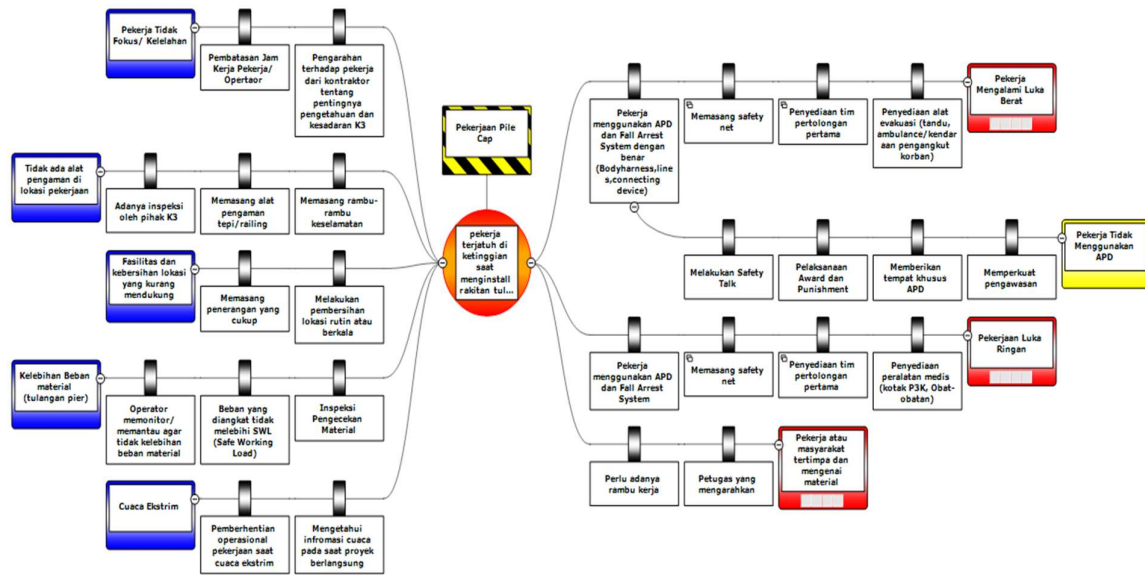 Pekerja Tidak
Fokus/ Kelelahan
Pembatasan Jam
Kerja Pekerja/
Opertaor
Pengarahan
terhadap pekerja
dari kontraktor
tentang
pentingnya
pengetahuan dan
kesadaran K3
Tidak ada alat
pengaman di
lokasi pekerjaan
Adanya inspeksi
oleh pihak K3
Memasang alat
pengaman
tepi/railing
Memasang rambu-
rambu
keselamatan
Fasilitas dan
kebersihan lokasi
yang kurang
mendukung
Memasang
penerangan yang
cukup
Melakukan
pembersihan
lokasi rutin atau
berkala
Kelebihan Beban
material
(tulangan pier)
Operator
memonitor/
memantau agar
tidak kelebihan
beban material
Beban yang
diangkat tidak
melebihi SWL
(Safe Working
Load)
Inspeksi
Pengecekan
Material
Cuaca Ekstrim
Pemberhentian
operasional
pekerjaan saat
cuaca ekstrim
Mengetahui
infromasi cuaca
pada saat proyek
berlangsung
Pekerjaan Pile
Cap
pekerja
terjatuh di
ketinggian
saat
menginstall
rakitan tul...
Pekerja
menggunakan APD
dan Fall Arrest
System dengan
benar
(Bodyharness,line
s,connecting
device)
Memasang safety
net
Penyediaan tim
pertolongan
pertama
Penyediaan alat
evakuasi (tandu,
ambulance/kendar
aan pengangkut
korban)
Pekerja
Mengalami Luka
Berat
Melakukan Safety
Talk
Pelaksanaan
Award dan
Punishment
Memberikan
tempat khusus
APD
Memperkuat
pengawasan
Pekerja Tidak
Menggunakan
APD
Pekerja
menggunakan APD
dan Fall Arrest
System
Memasang safety
net
Penyediaan tim
pertolongan
pertama
Penyediaan
peralatan medis
(kotak P3K, Obat-
obatan)
Pekerjaan Luka
Ringan
Perlu adanya
rambu kerja
Petugas yang
mengarahkan
Pekerja atau
masyarakat
tertimpa dan
mengenai
material